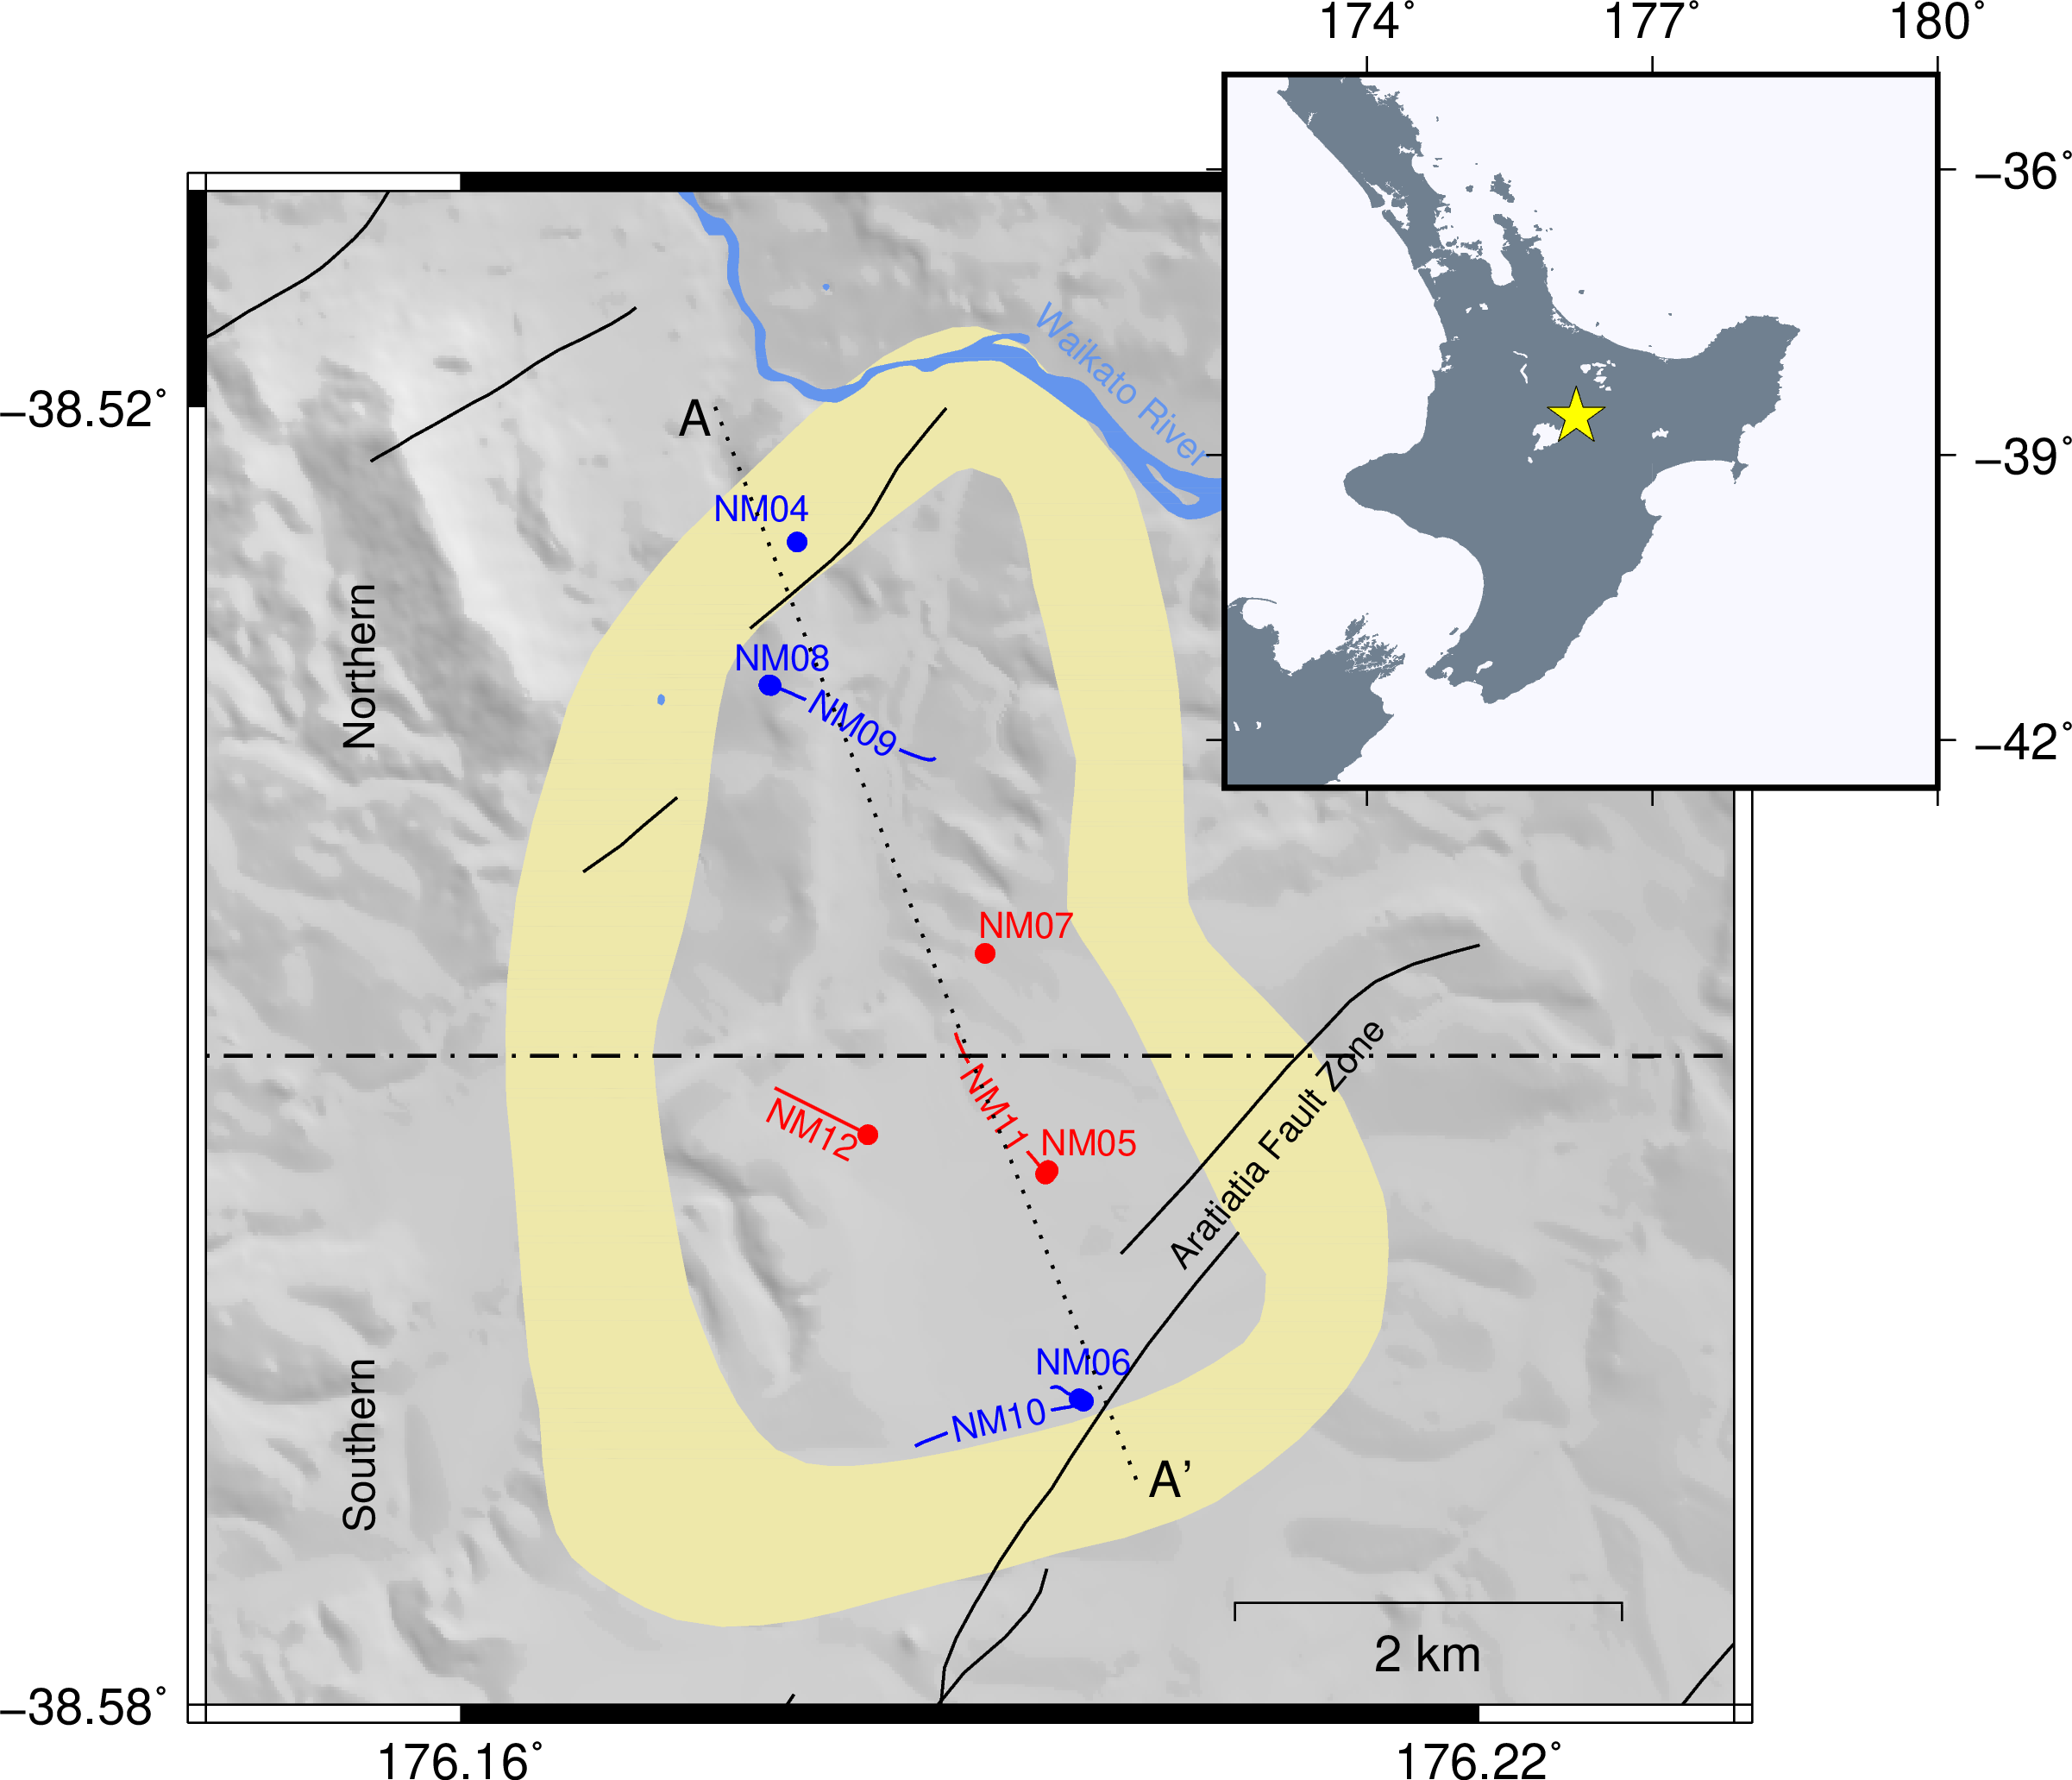 174˚
177˚
180˚
−36˚
−39˚
−42˚
Waikato River
−38.52˚
A
NM04
NM08
NM09
Northern
NM07
NM11
NM05
NM12
Aratiatia Fault Zone
NM06
NM10
Southern
A’
2 km
−38.58˚
176.16˚
176.22˚